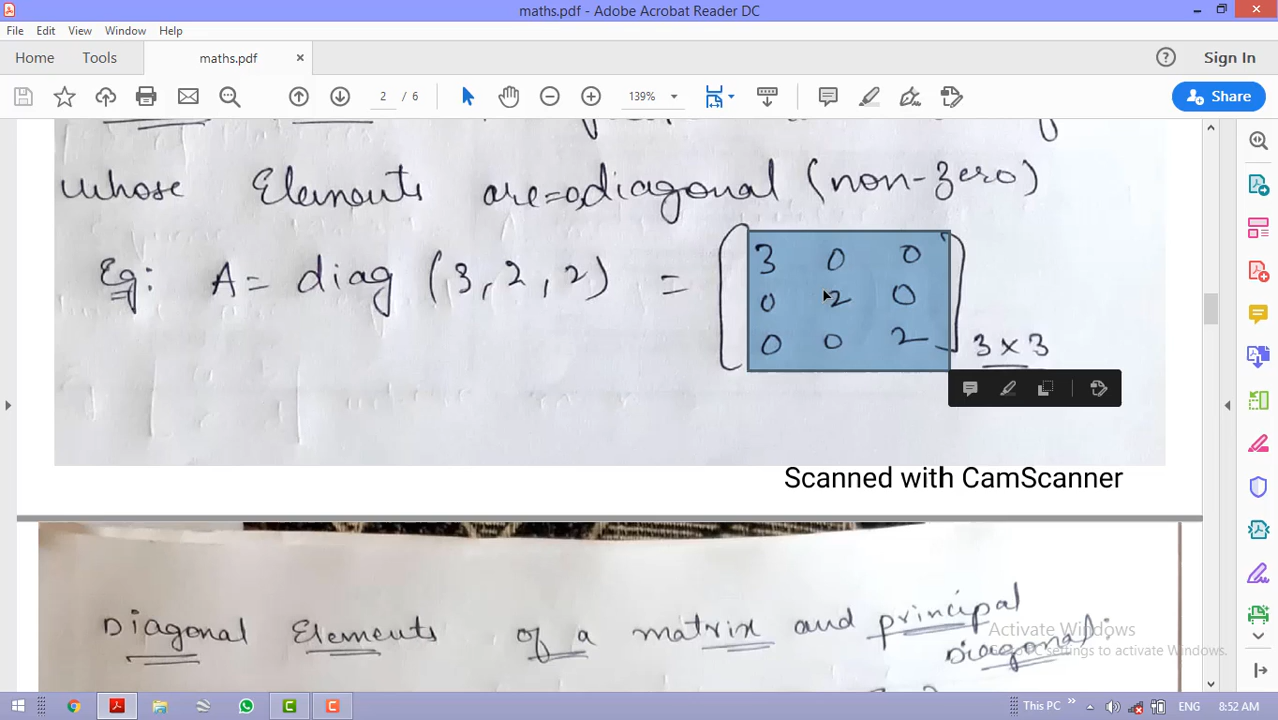 maths.pdf - Adobe Acrobat Reader DC
File Edit View Window Help
Home Tools maths.pdf × ? Sign In
2 / 6 139% Share
whose Elements are=0,diagonal (non-zero)
Eg: A= diag (3,2,2) = [3 0 0
0 2 0
0 0 2] 3×3
Scanned with CamScanner
Diagonal Elements of a matrix and principal
Diagonal:
Activate Windows
Go to PC settings to activate Windows.
This PC » ENG 8:52 AM